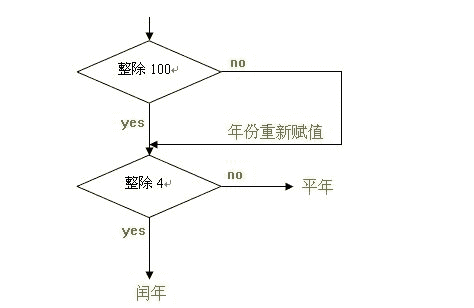 整除 100
no
yes
年份重新赋值
整除 4
no
平年
yes
闰年